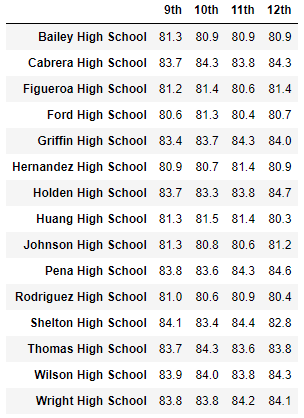 9th 10th 11th 12th
Bailey High School 81.3 80.9 80.9 80.9
Cabrera High School 83.7 84.3 83.8 84.3
Figueroa High School 81.2 81.4 80.6 81.4
Ford High School 80.6 81.3 80.4 80.7
Griffin High School 83.4 83.7 84.3 84.0
Hernandez High School 80.9 80.7 81.4 80.9
Holden High School 83.7 83.3 83.8 84.7
Huang High School 81.3 81.5 81.4 80.3
Johnson High School 81.3 80.8 80.6 81.2
Pena High School 83.8 83.6 84.3 84.6
Rodriguez High School 81.0 80.6 80.9 80.4
Shelton High School 84.1 83.4 84.4 82.8
Thomas High School 83.7 84.3 83.6 83.8
Wilson High School 83.9 84.0 83.8 84.3
Wright High School 83.8 83.8 84.2 84.1